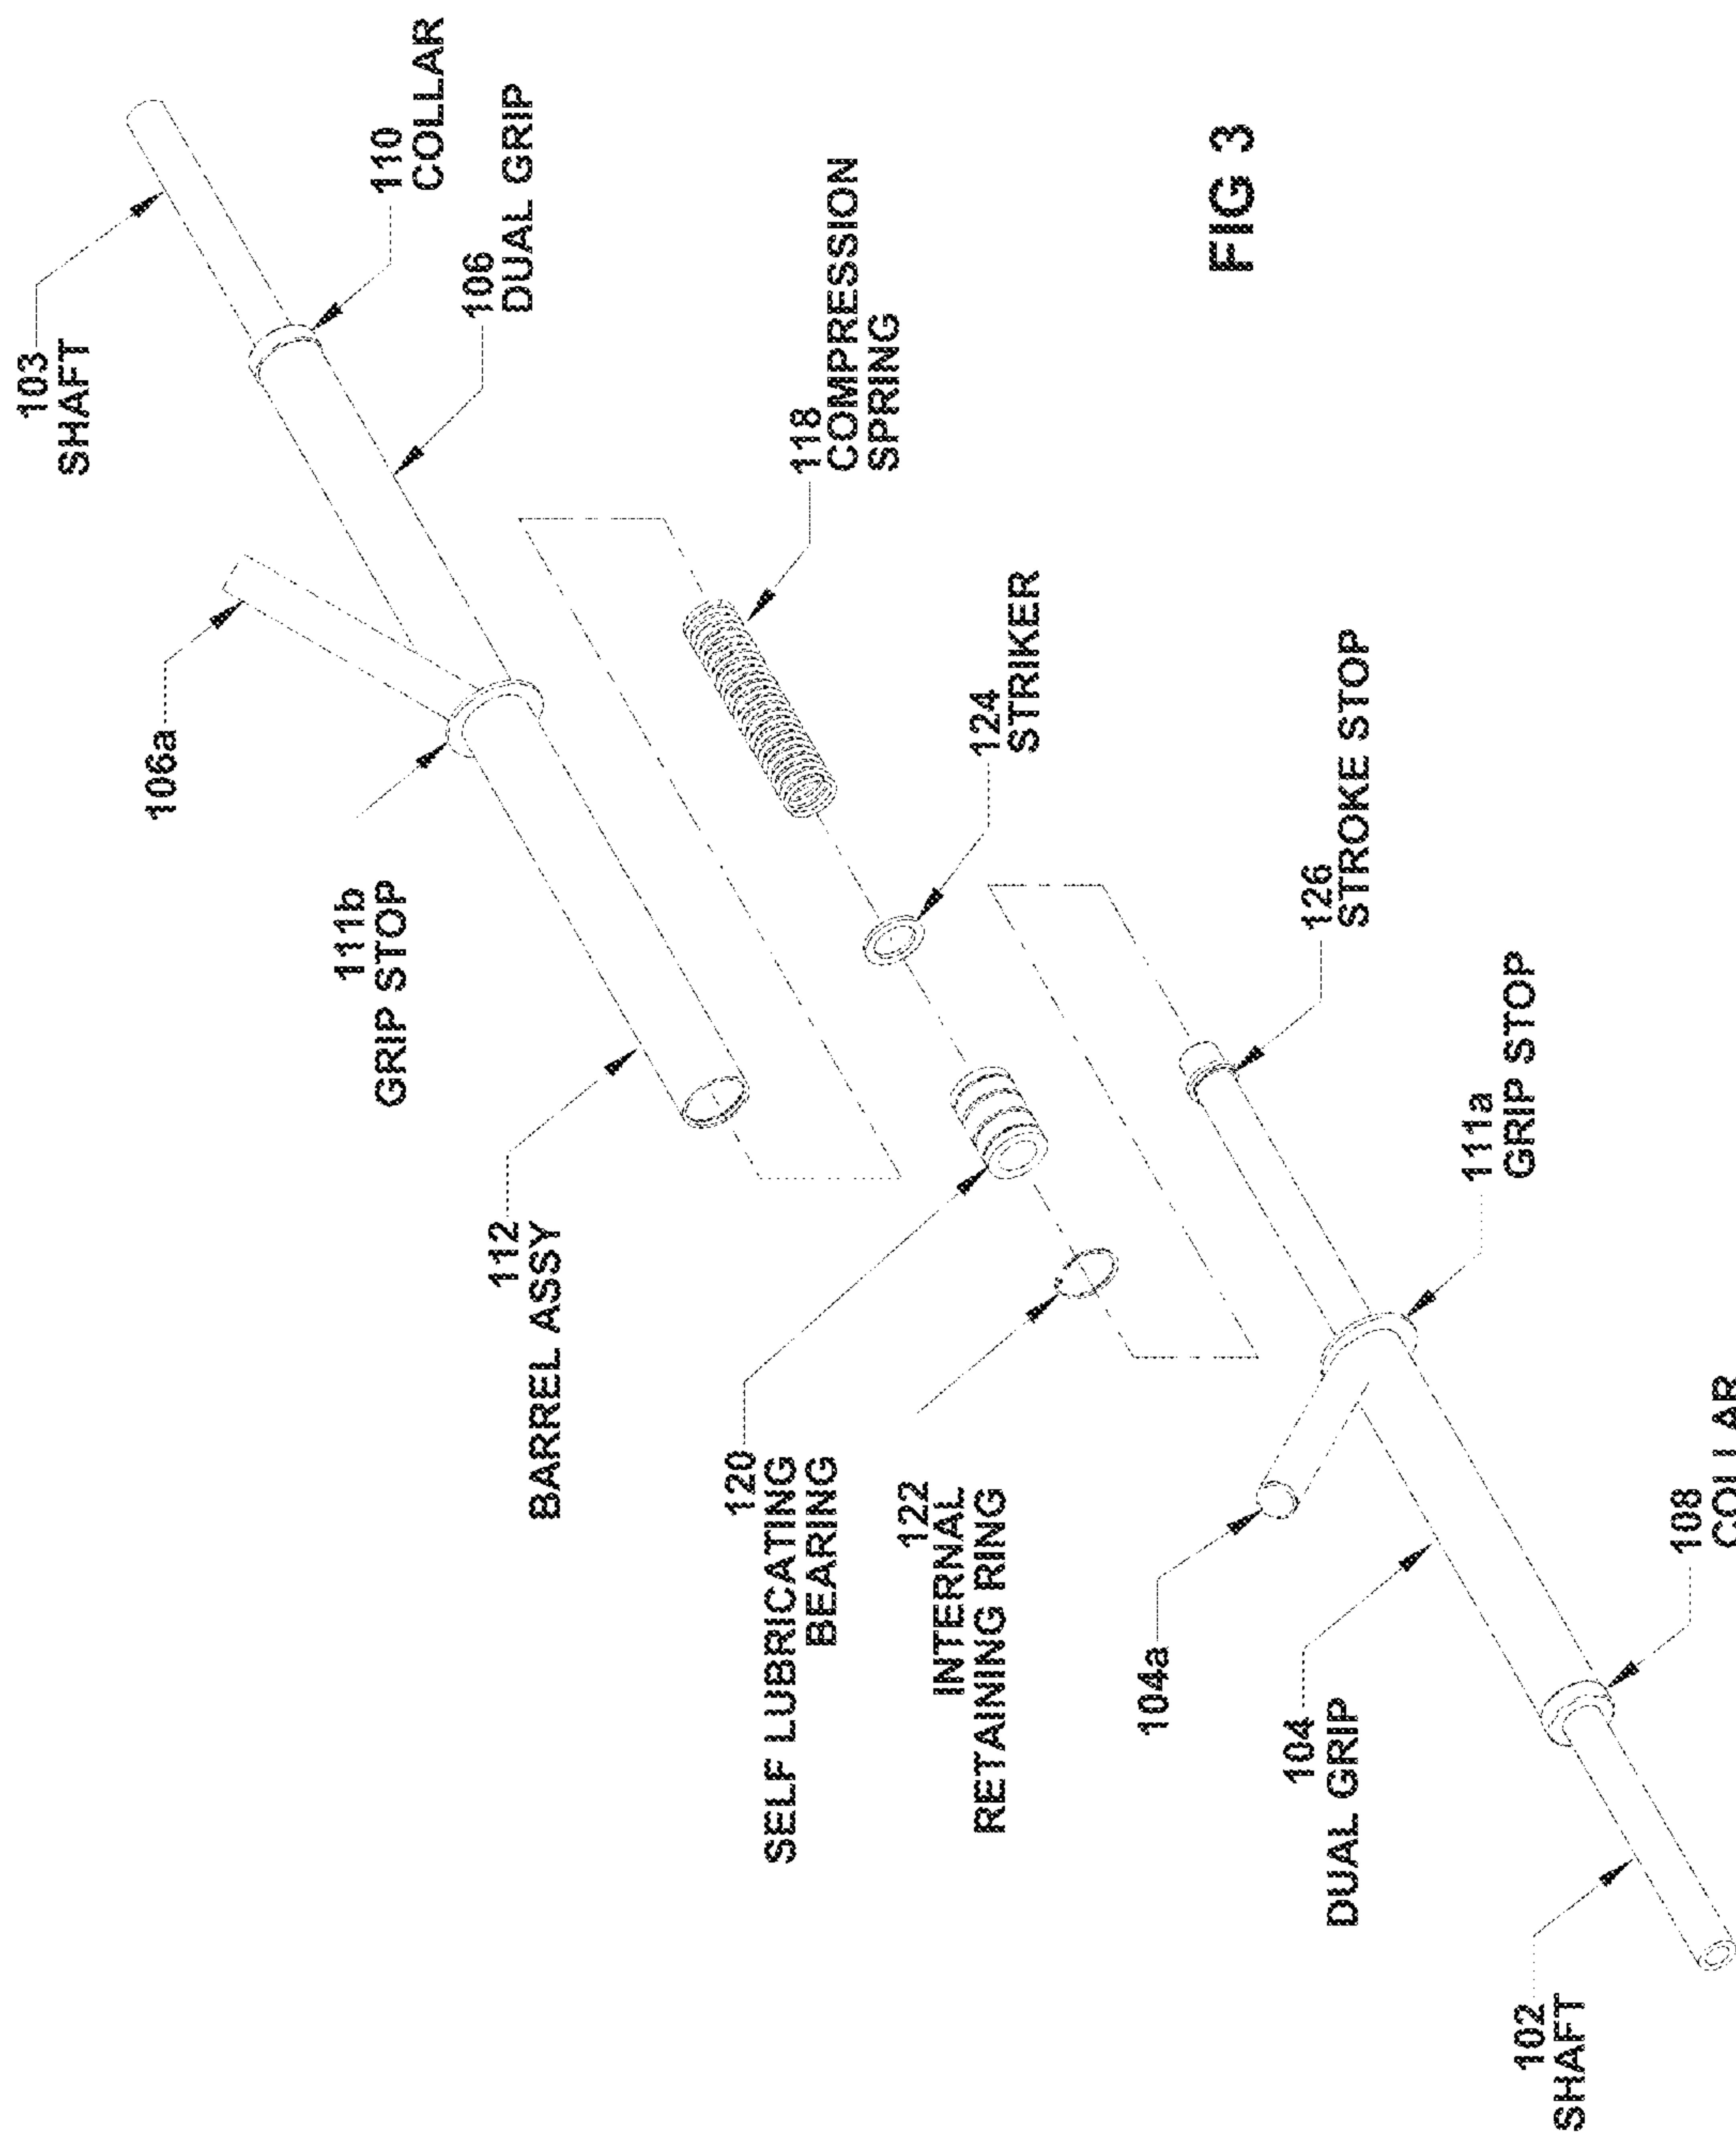 103
SHAFT
110
COLLAR
106
DUAL GRIP
106a
111b
GRIP STOP
118
COMPRESSION
SPRING
112
BARREL ASSY
124
STRIKER
120
SELF LUBRICATING
BEARING
126
STROKE STOP
122
INTERNAL
RETAINING RING
111a
GRIP STOP
104a
104
DUAL GRIP
108
COLLAR
102
SHAFT
FIG 3